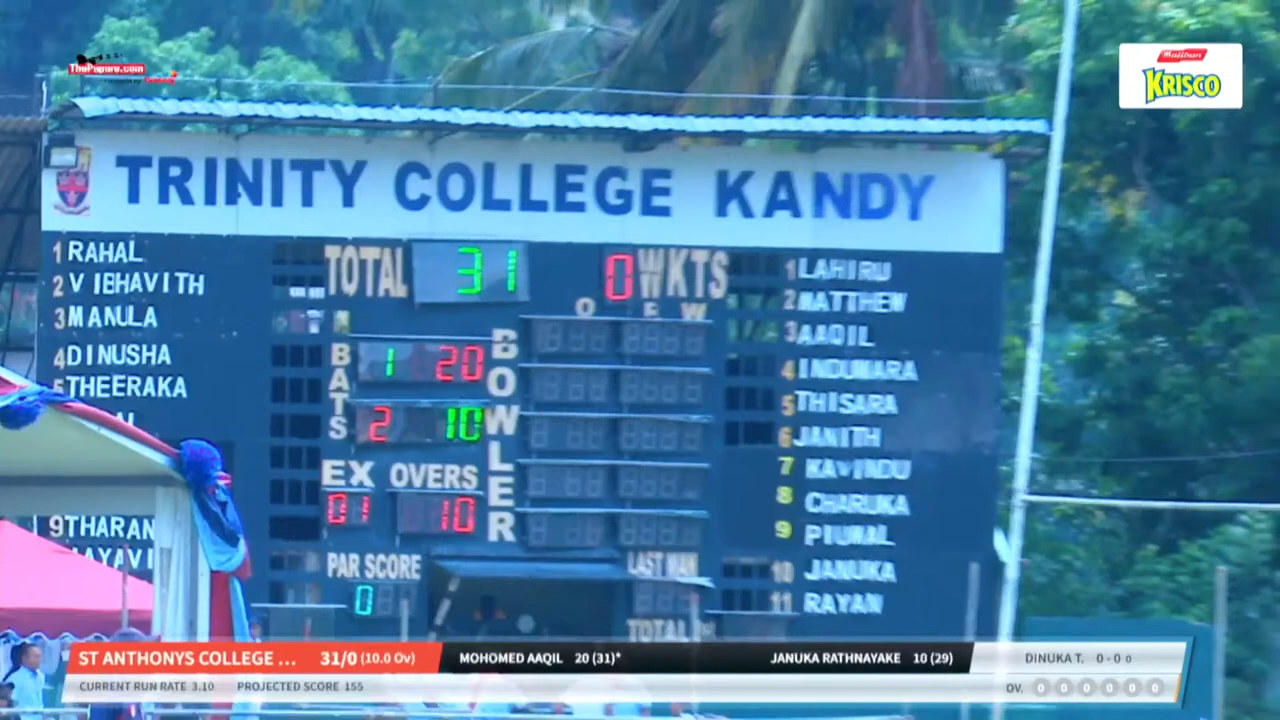 ThePapare.com
Maliban
KRISCO
TRINITY COLLEGE KANDY
1 RAHAL
2 VIBHAVITH
3 MANULA
4 DINUSHA
5 THEERAKA
9 THARAN
TOTAL 31 0 WKTS
O W
BATS
1 20
2 10
BOWLER
EX OVERS
01 10
PAR SCORE
0
LAST MAN
TOTAL
1 LAHIRU
2 MATTHEW
3 AAQIL
4 INDUWARA
5 THISARA
6 JANITH
7 KAVINDU
8 CHARUKA
9 PIUMAL
10 JANUKA
11 RAYAN
ST ANTHONYS COLLEGE ... 31/0 (10.0 Ov) MOHOMED AAQIL 20 (31)* JANUKA RATHNAYAKE 10 (29) DINUKA T. 0 - 0 0
CURRENT RUN RATE 3.10 PROJECTED SCORE 155 OV. 0 0 0 0 0 0